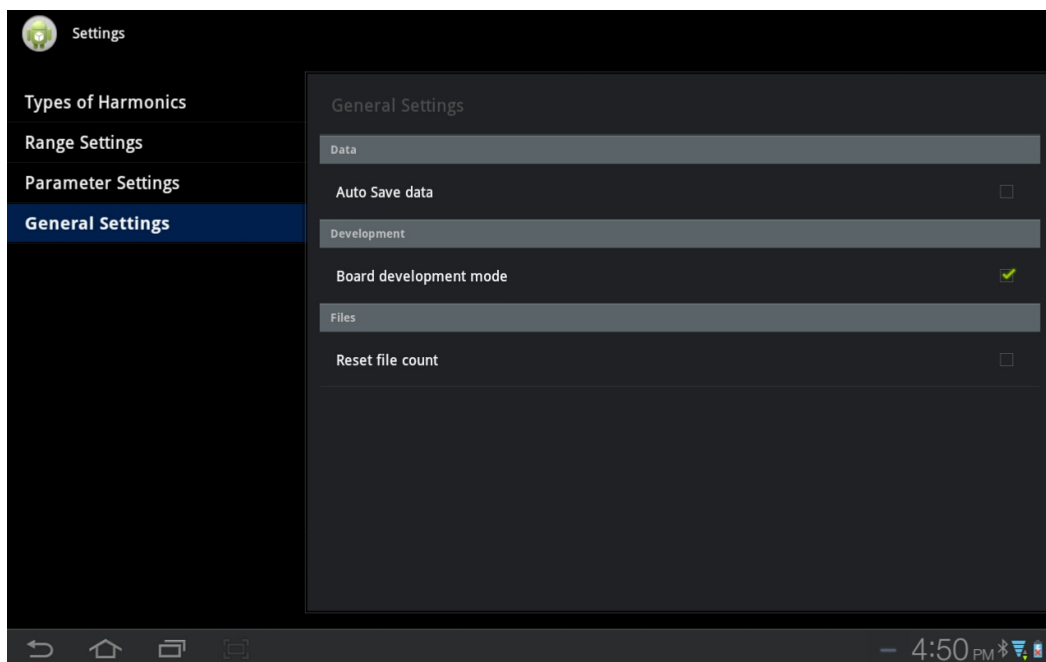 Settings
Types of Harmonics
Range Settings
Parameter Settings
General Settings
General Settings
Data
Auto Save data
Development
Board development mode
Files
Reset file count
4:50 PM